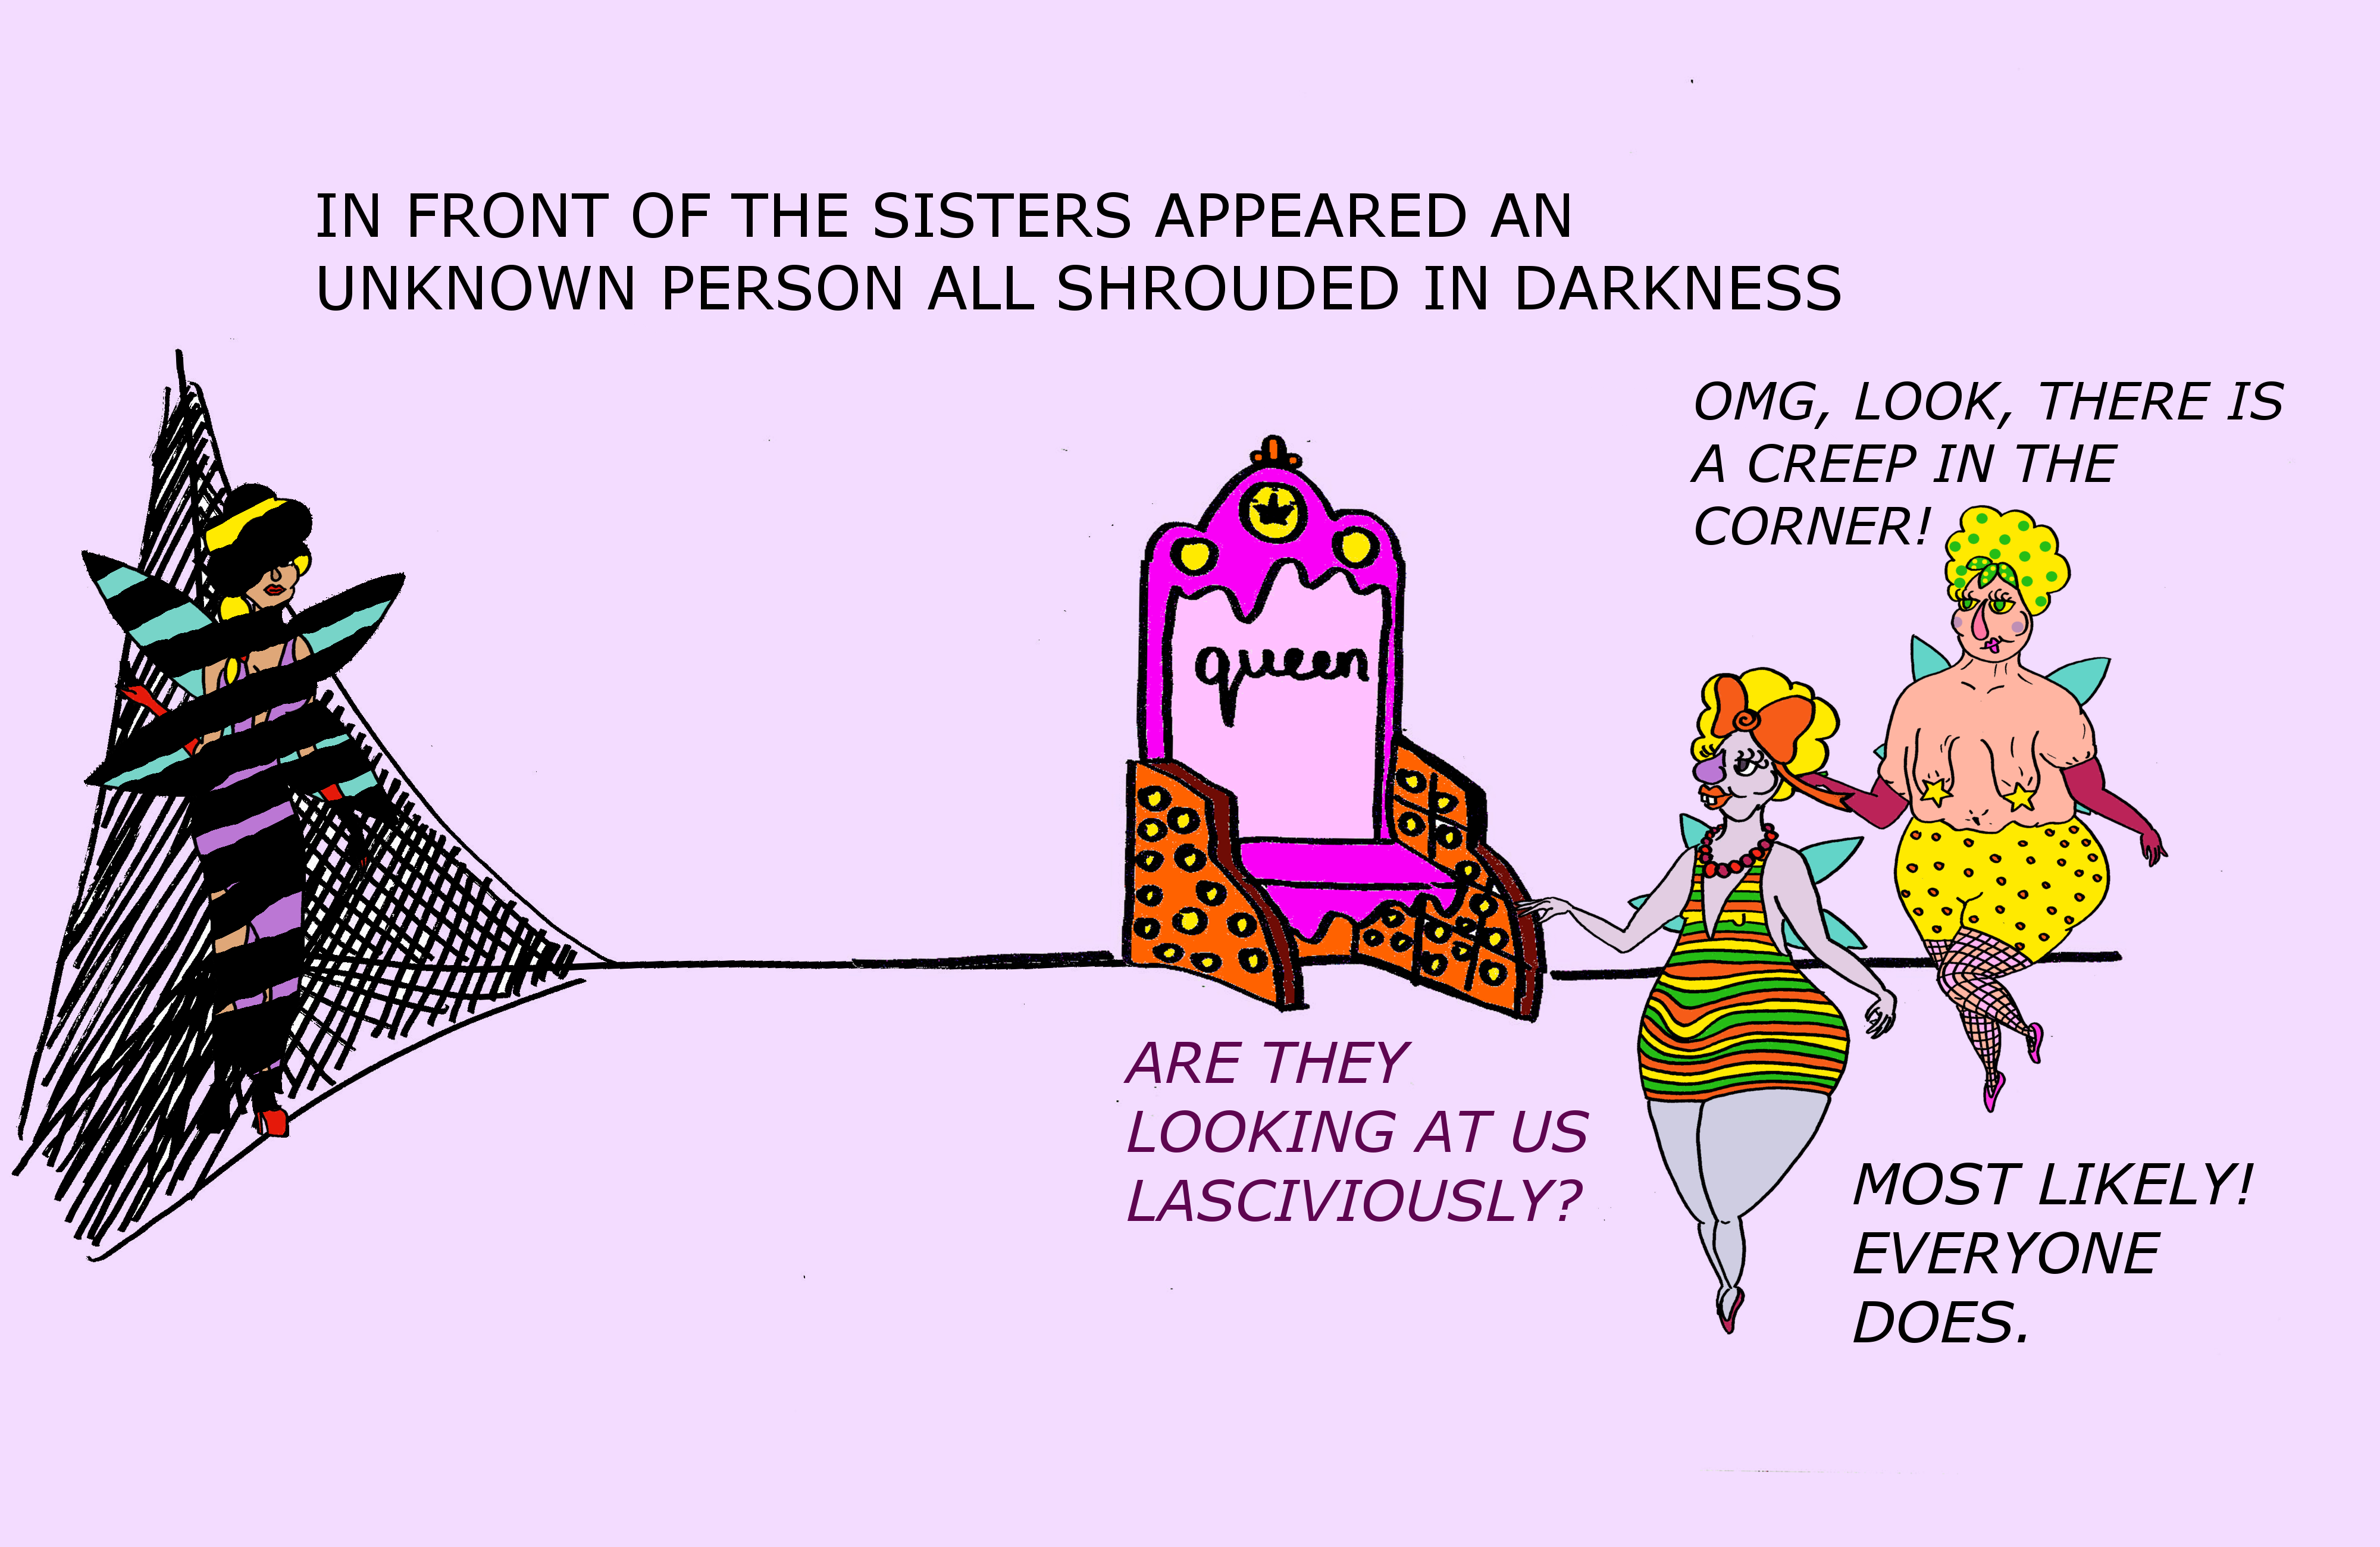 IN FRONT OF THE SISTERS APPEARED AN
UNKNOWN PERSON ALL SHROUDED IN DARKNESS
OMG, LOOK, THERE IS
A CREEP IN THE
CORNER!
queen
ARE THEY
LOOKING AT US
LASCIVIOUSLY?
MOST LIKELY!
EVERYONE
DOES.